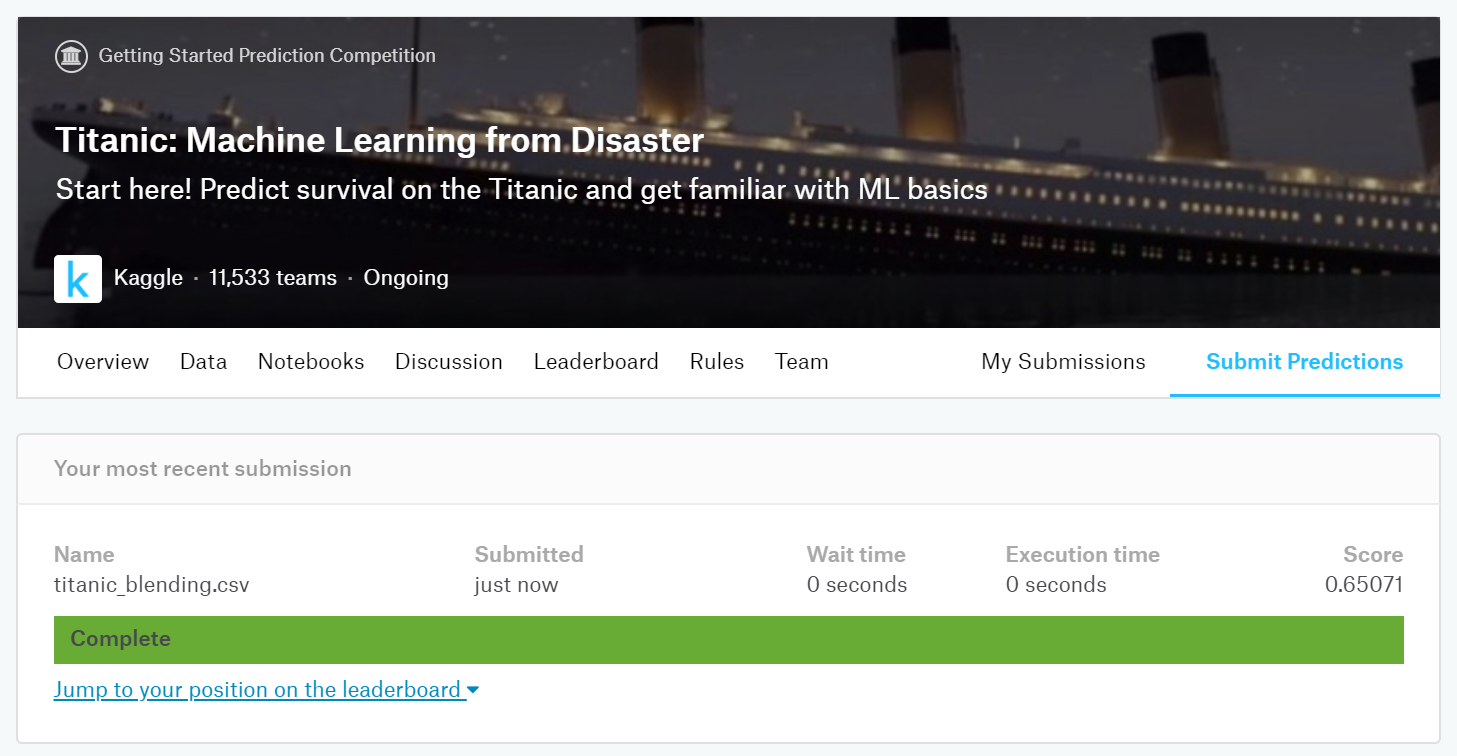 Getting Started Prediction Competition
Titanic: Machine Learning from Disaster
Start here! Predict survival on the Titanic and get familiar with ML basics
k Kaggle · 11,533 teams · Ongoing
Overview Data Notebooks Discussion Leaderboard Rules Team My Submissions Submit Predictions
Your most recent submission
Name Submitted Wait time Execution time Score
titanic_blending.csv just now 0 seconds 0 seconds 0.65071
Complete
Jump to your position on the leaderboard